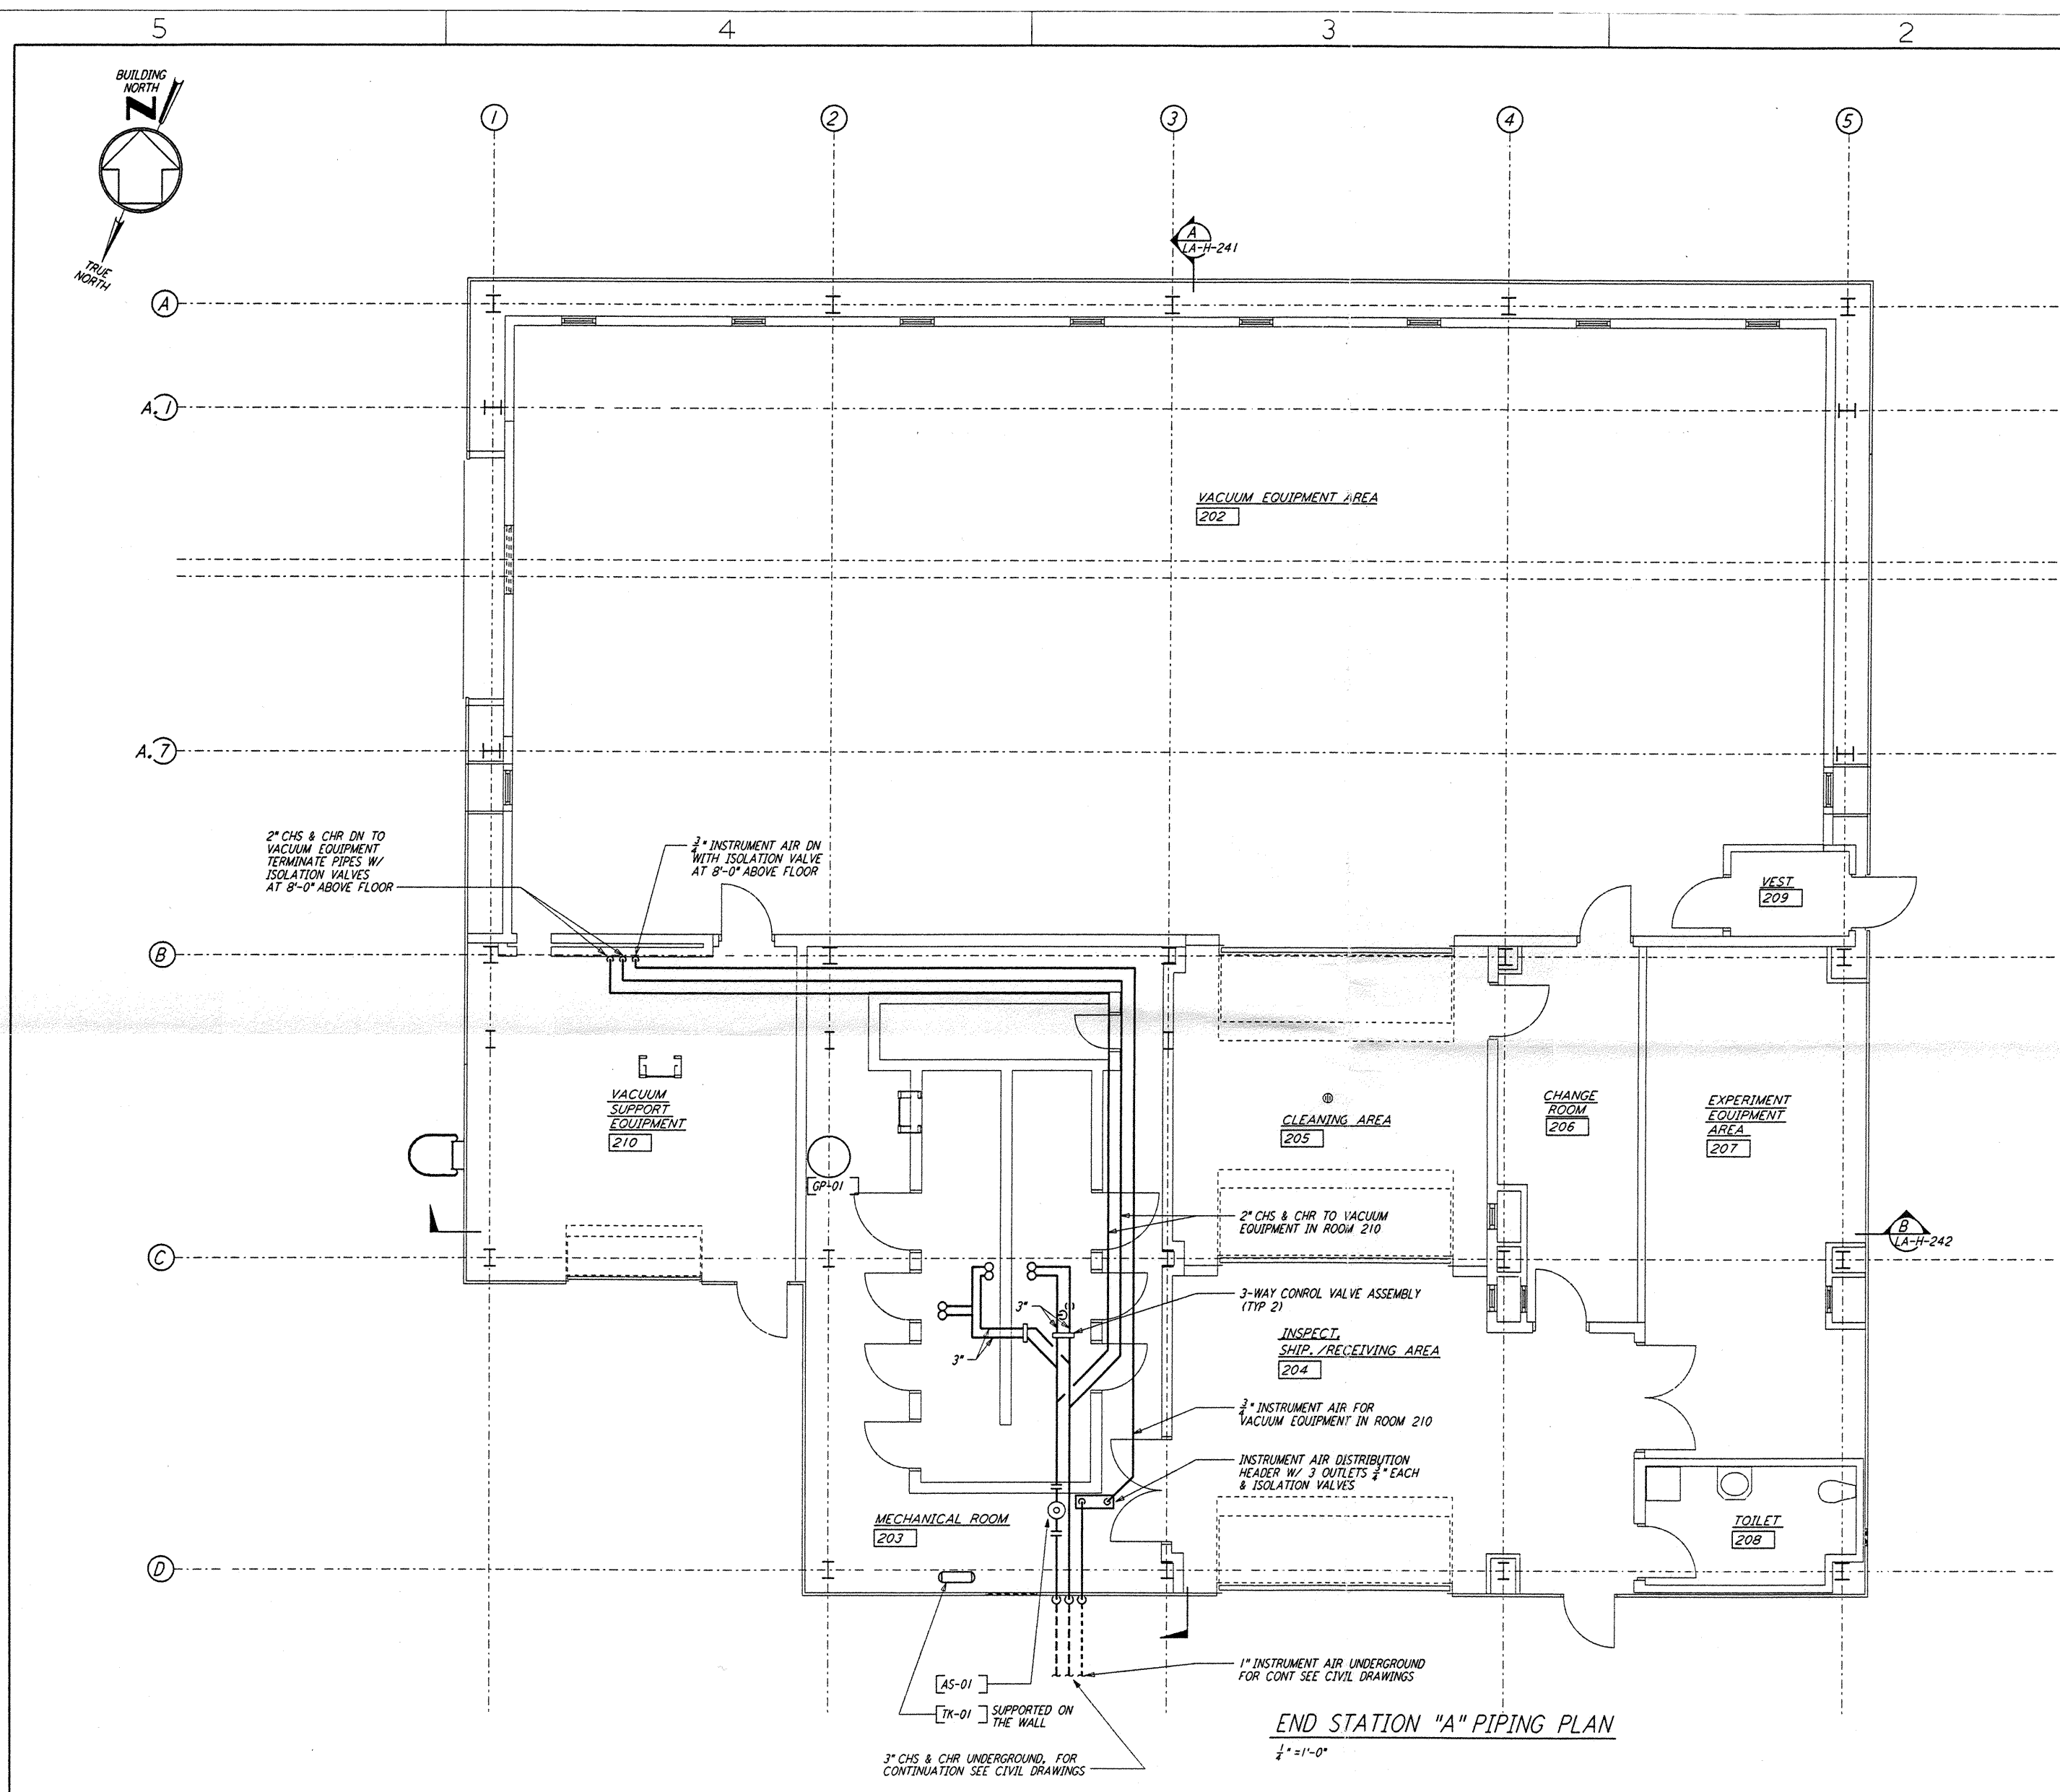 5
4
3
2
BUILDING
NORTH
N
TRUE
NORTH
1
2
3
4
5
A
LA-H-241
A
A.1
VACUUM EQUIPMENT AREA
202
A.7
2" CHS & CHR DN TO
VACUUM EQUIPMENT
TERMINATE PIPES W/
ISOLATION VALVES
AT 8'-0" ABOVE FLOOR
3/4" INSTRUMENT AIR DN
WITH ISOLATION VALVE
AT 8'-0" ABOVE FLOOR
VEST.
209
B
VACUUM
SUPPORT
EQUIPMENT
210
GP-01
CLEANING AREA
205
CHANGE
ROOM
206
EXPERIMENT
EQUIPMENT
AREA
207
2" CHS & CHR TO VACUUM
EQUIPMENT IN ROOM 210
B
LA-H-242
C
3"
3"
3-WAY CONROL VALVE ASSEMBLY
(TYP 2)
INSPECT.
SHIP./RECEIVING AREA
204
3/4" INSTRUMENT AIR FOR
VACUUM EQUIPMENT IN ROOM 210
INSTRUMENT AIR DISTRIBUTION
HEADER W/ 3 OUTLETS 3/4" EACH
& ISOLATION VALVES
MECHANICAL ROOM
203
TOILET
208
D
1" INSTRUMENT AIR UNDERGROUND
FOR CONT SEE CIVIL DRAWINGS
AS-01
TK-01
SUPPORTED ON
THE WALL
3" CHS & CHR UNDERGROUND, FOR
CONTINUATION SEE CIVIL DRAWINGS
END STATION "A" PIPING PLAN
1/4" =1'-0"